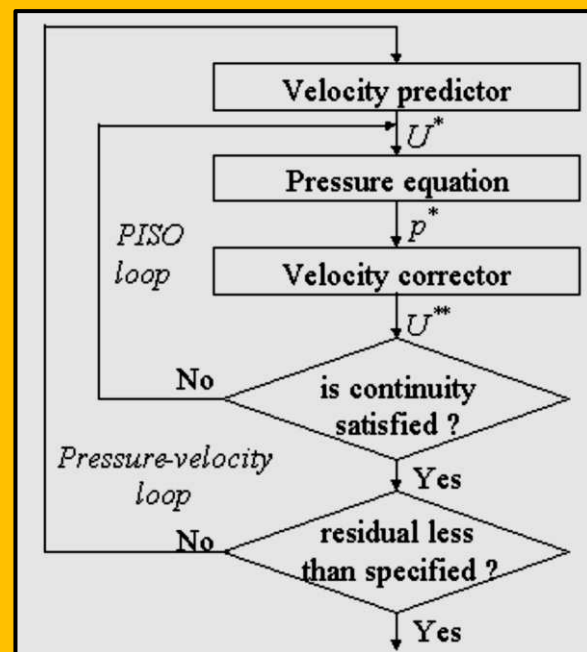 Velocity predictor
U*
Pressure equation
p*
PISO
loop
Velocity corrector
U**
No
is continuity
satisfied ?
Pressure-velocity
loop
Yes
No
residual less
than specified ?
Yes